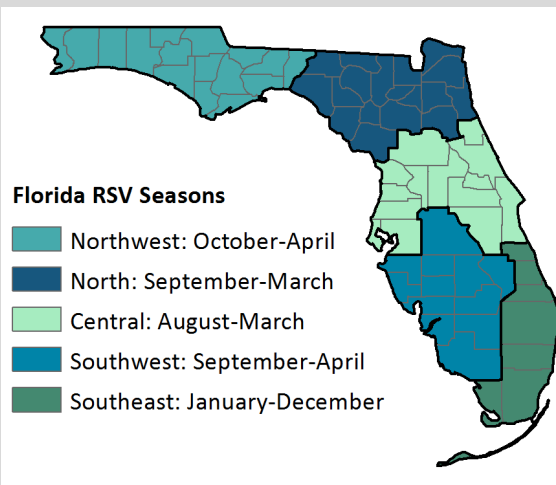 Florida RSV Seasons
Northwest: October-April
North: September-March
Central: August-March
Southwest: September-April
Southeast: January-December